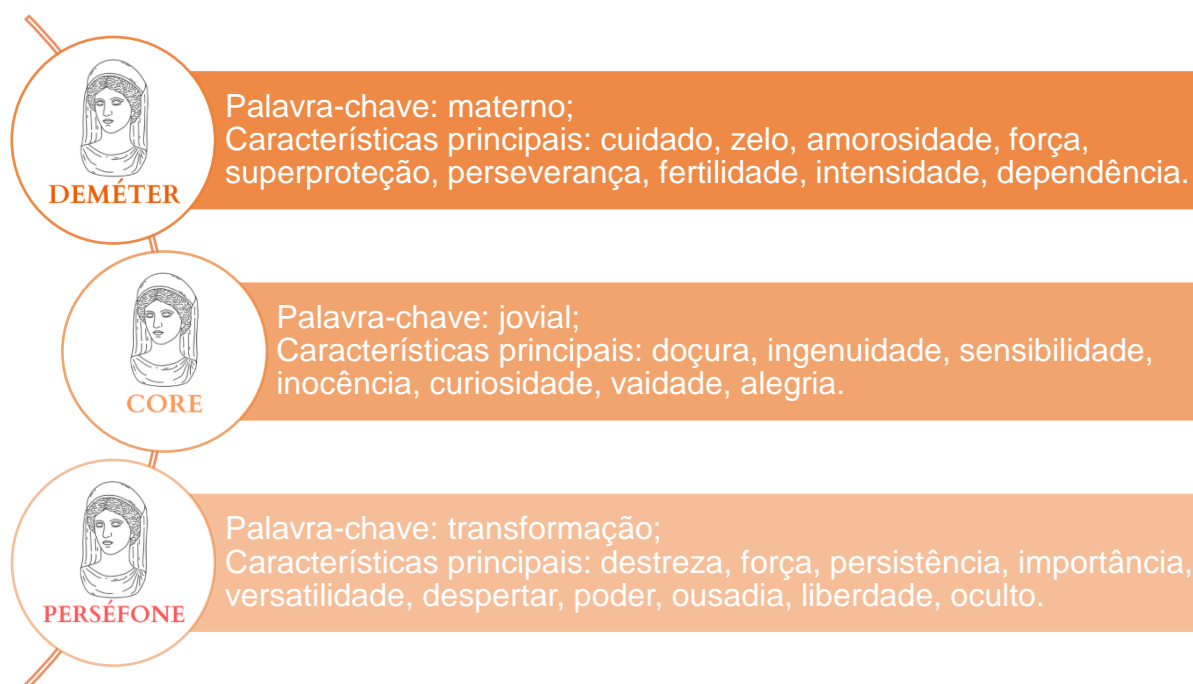 DEMÉTER
Palavra-chave: materno;
Características principais: cuidado, zelo, amorosidade, força,
superproteção, perseverança, fertilidade, intensidade, dependência.
CORE
Palavra-chave: jovial;
Características principais: doçura, ingenuidade, sensibilidade,
inocência, curiosidade, vaidade, alegria.
PERSÉFONE
Palavra-chave: transformação;
Características principais: destreza, força, persistência, importância,
versatilidade, despertar, poder, ousadia, liberdade, oculto.